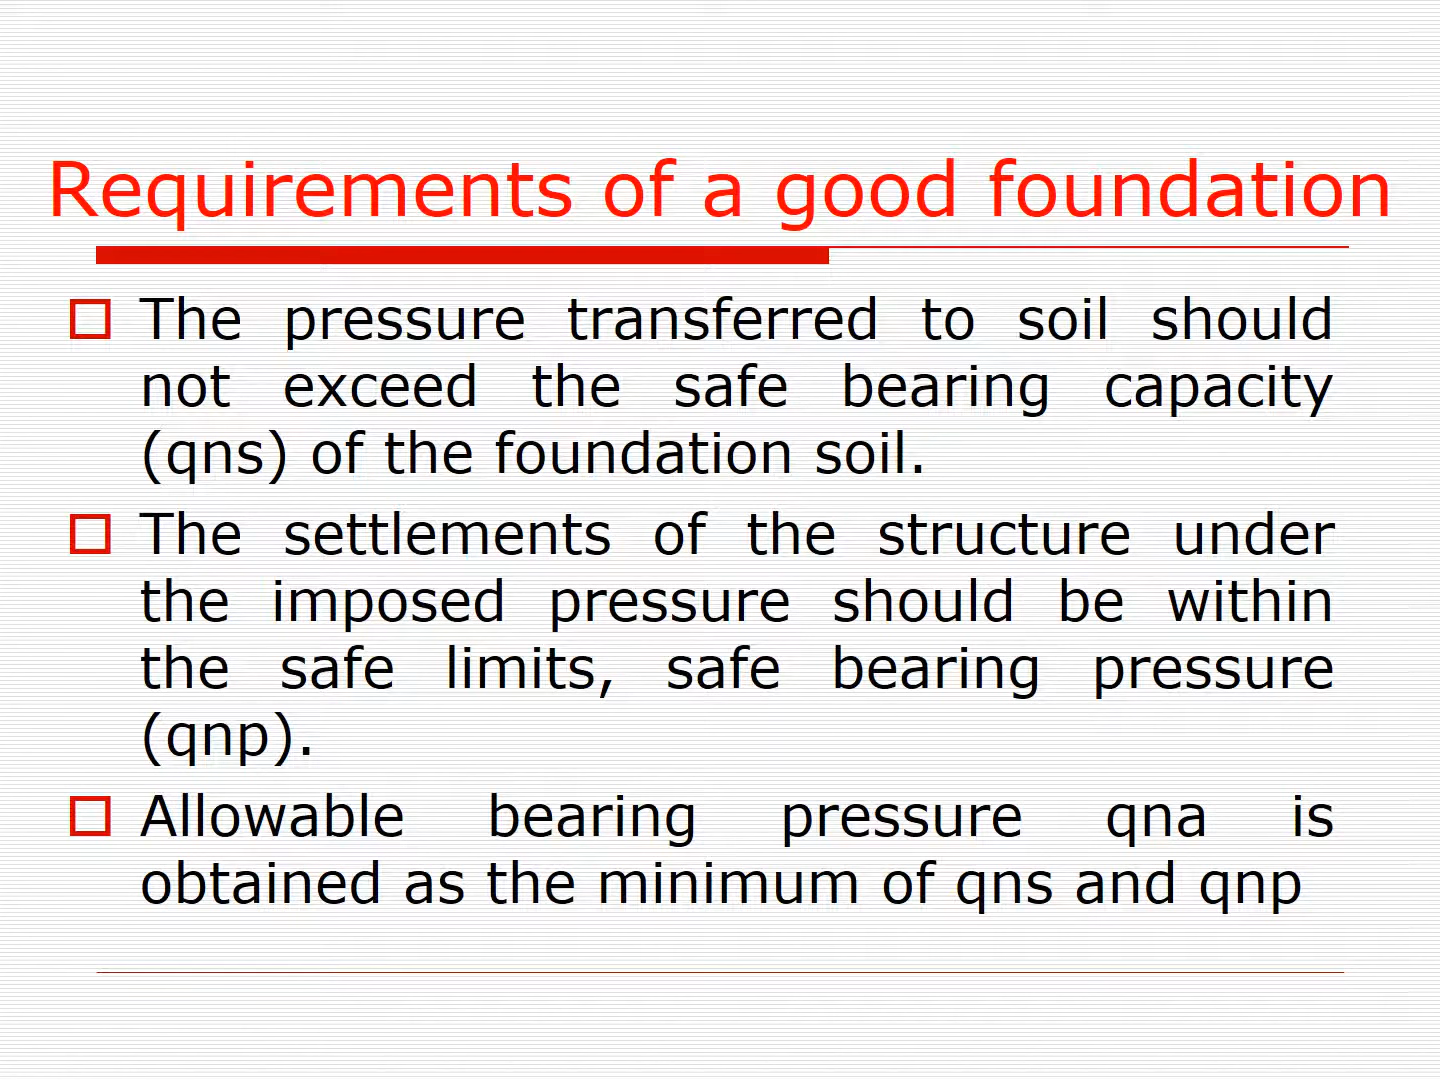 Requirements of a good foundation
The pressure transferred to soil should
not exceed the safe bearing capacity
(qns) of the foundation soil.
The settlements of the structure under
the imposed pressure should be within
the safe limits, safe bearing pressure
(qnp).
Allowable bearing pressure qna is
obtained as the minimum of qns and qnp